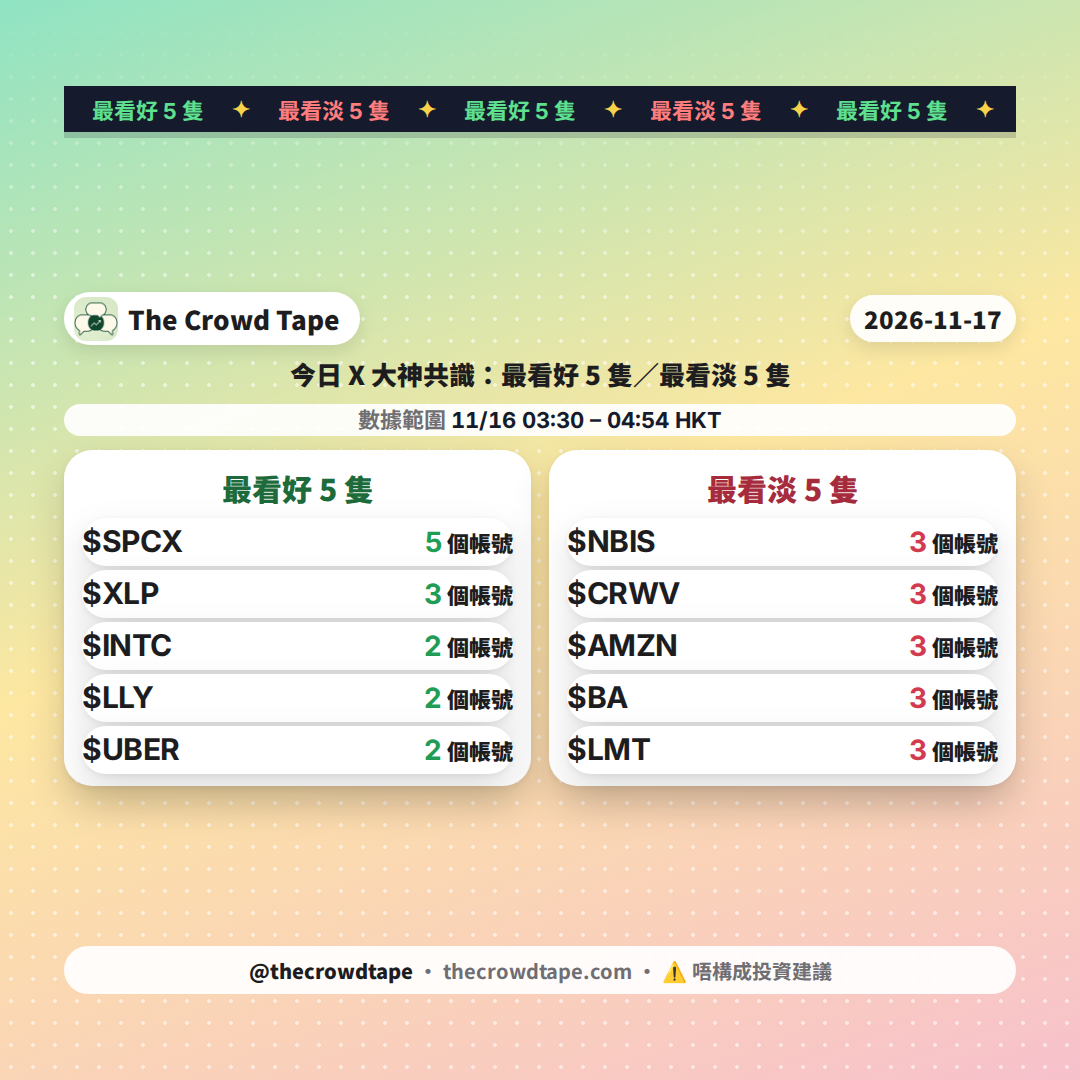 最看好 5 隻 ✦ 最看淡 5 隻 ✦ 最看好 5 隻 ✦ 最看淡 5 隻 ✦ 最看好 5 隻 ✦
The Crowd Tape
2026-11-17
今日 X 大神共識：最看好 5 隻／最看淡 5 隻
數據範圍 11/16 03:30 – 04:54 HKT
最看好 5 隻
$SPCX 5 個帳號
$XLP 3 個帳號
$INTC 2 個帳號
$LLY 2 個帳號
$UBER 2 個帳號
最看淡 5 隻
$NBIS 3 個帳號
$CRWV 3 個帳號
$AMZN 3 個帳號
$BA 3 個帳號
$LMT 3 個帳號
@thecrowdtape • thecrowdtape.com • ⚠️ 唔構成投資建議